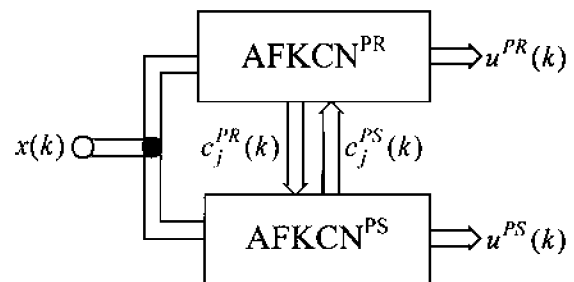 AFKCN^{PR}
u^{PR}(k)
x(k)
c_j^{PR}(k)
c_j^{PS}(k)
AFKCN^{PS}
u^{PS}(k)